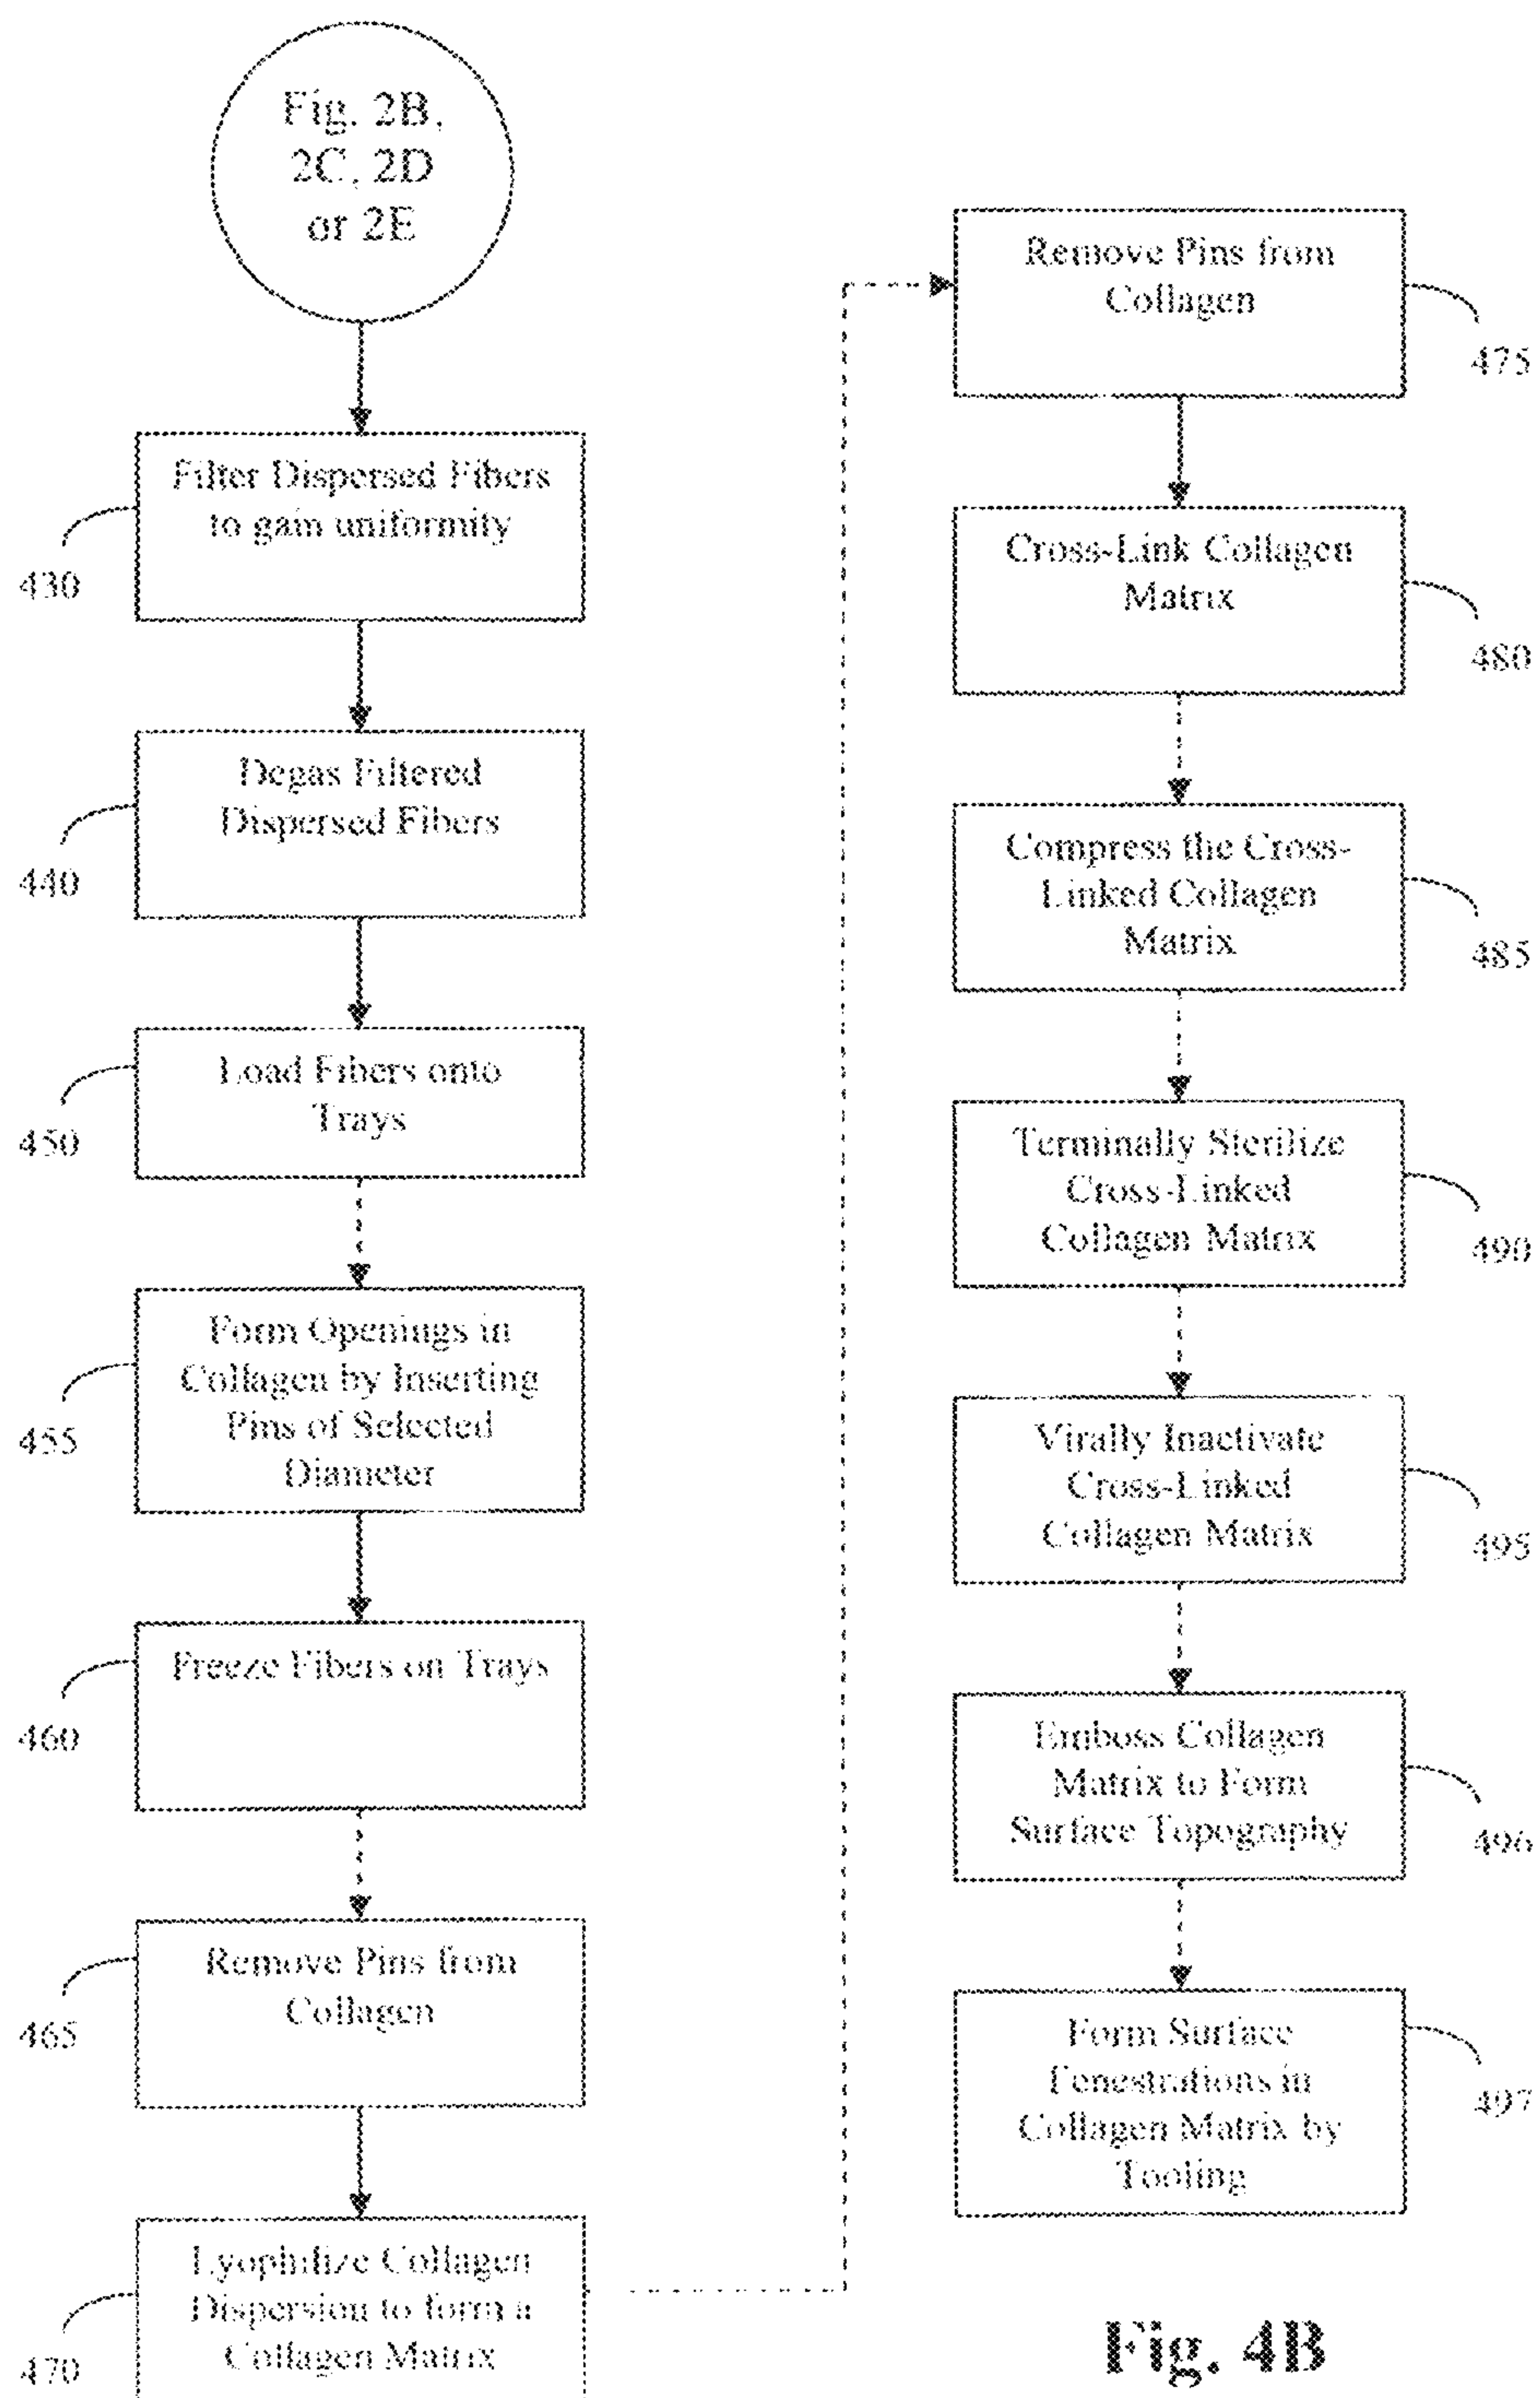 Fig. 2B,
2C, 2D
or 2E
Filter Dispersed Fibers
to gain uniformity
430
Degas Filtered
Dispersed Fibers
440
Load Fibers onto
Trays
450
Form Openings in
Collagen by Inserting
Pins of Selected
Diameter
455
Freeze Fibers on Trays
460
Remove Pins from
Collagen
465
Lyophilize Collagen
Dispersion to form a
Collagen Matrix
470
Remove Pins from
Collagen
475
Cross-Link Collagen
Matrix
480
Compress the Cross-
Linked Collagen
Matrix
485
Terminally Sterilize
Cross-Linked
Collagen Matrix
490
Virally Inactivate
Cross-Linked
Collagen Matrix
495
Emboss Collagen
Matrix to Form
Surface Topography
496
Form Surface
Fenestrations in
Collagen Matrix by
Tooling
497
Fig. 4B